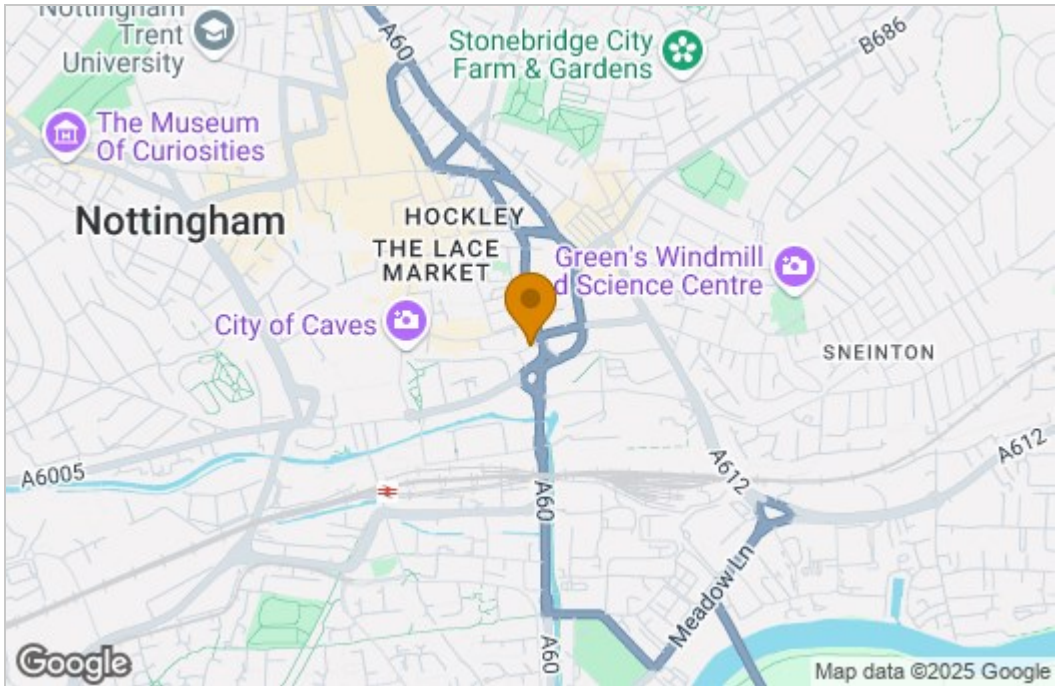 Nottingham
Trent
University
A60
Stonebridge City
Farm & Gardens
B686
The Museum
Of Curiosities
Nottingham
HOCKLEY
THE LACE
MARKET
Green's Windmill
d Science Centre
City of Caves
SNEINTON
A6005
A612
A612
A60
Meadow Ln
A60
Google
Map data ©2025 Google